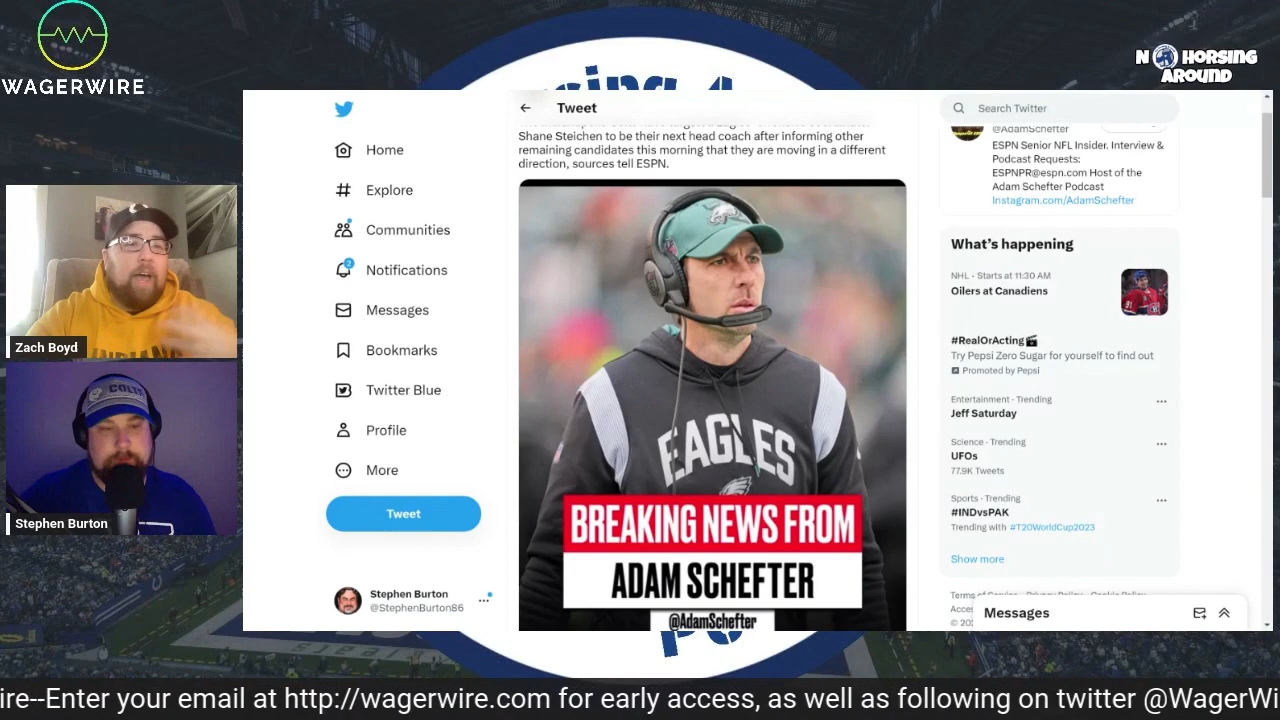 WAGERWIRE
N HORSING
AROUND
Zach Boyd
Stephen Burton
Home
Explore
Communities
2
Notifications
Messages
Bookmarks
Twitter Blue
Profile
More
Tweet
Stephen Burton
@StephenBurton86
Tweet
Shane Steichen to be their next head coach after informing other
remaining candidates this morning that they are moving in a different
direction, sources tell ESPN.
EAGLES
BREAKING NEWS FROM
ADAM SCHEFTER
@AdamSchefter
Search Twitter
@AdamSchefter
ESPN Senior NFL Insider. Interview &
Podcast Requests:
ESPNPR@espn.com Host of the
Adam Schefter Podcast
Instagram.com/AdamSchefter
What's happening
NHL · Starts at 11:30 AM
Oilers at Canadiens
#RealOrActing
Try Pepsi Zero Sugar for yourself to find out
Promoted by Pepsi
Entertainment · Trending
Jeff Saturday
Science · Trending
UFOs
77.9K Tweets
Sports · Trending
#INDvsPAK
Trending with #T20WorldCup2023
Show more
Messages
ire--Enter your email at http://wagerwire.com for early access, as well as following on twitter @WagerWi